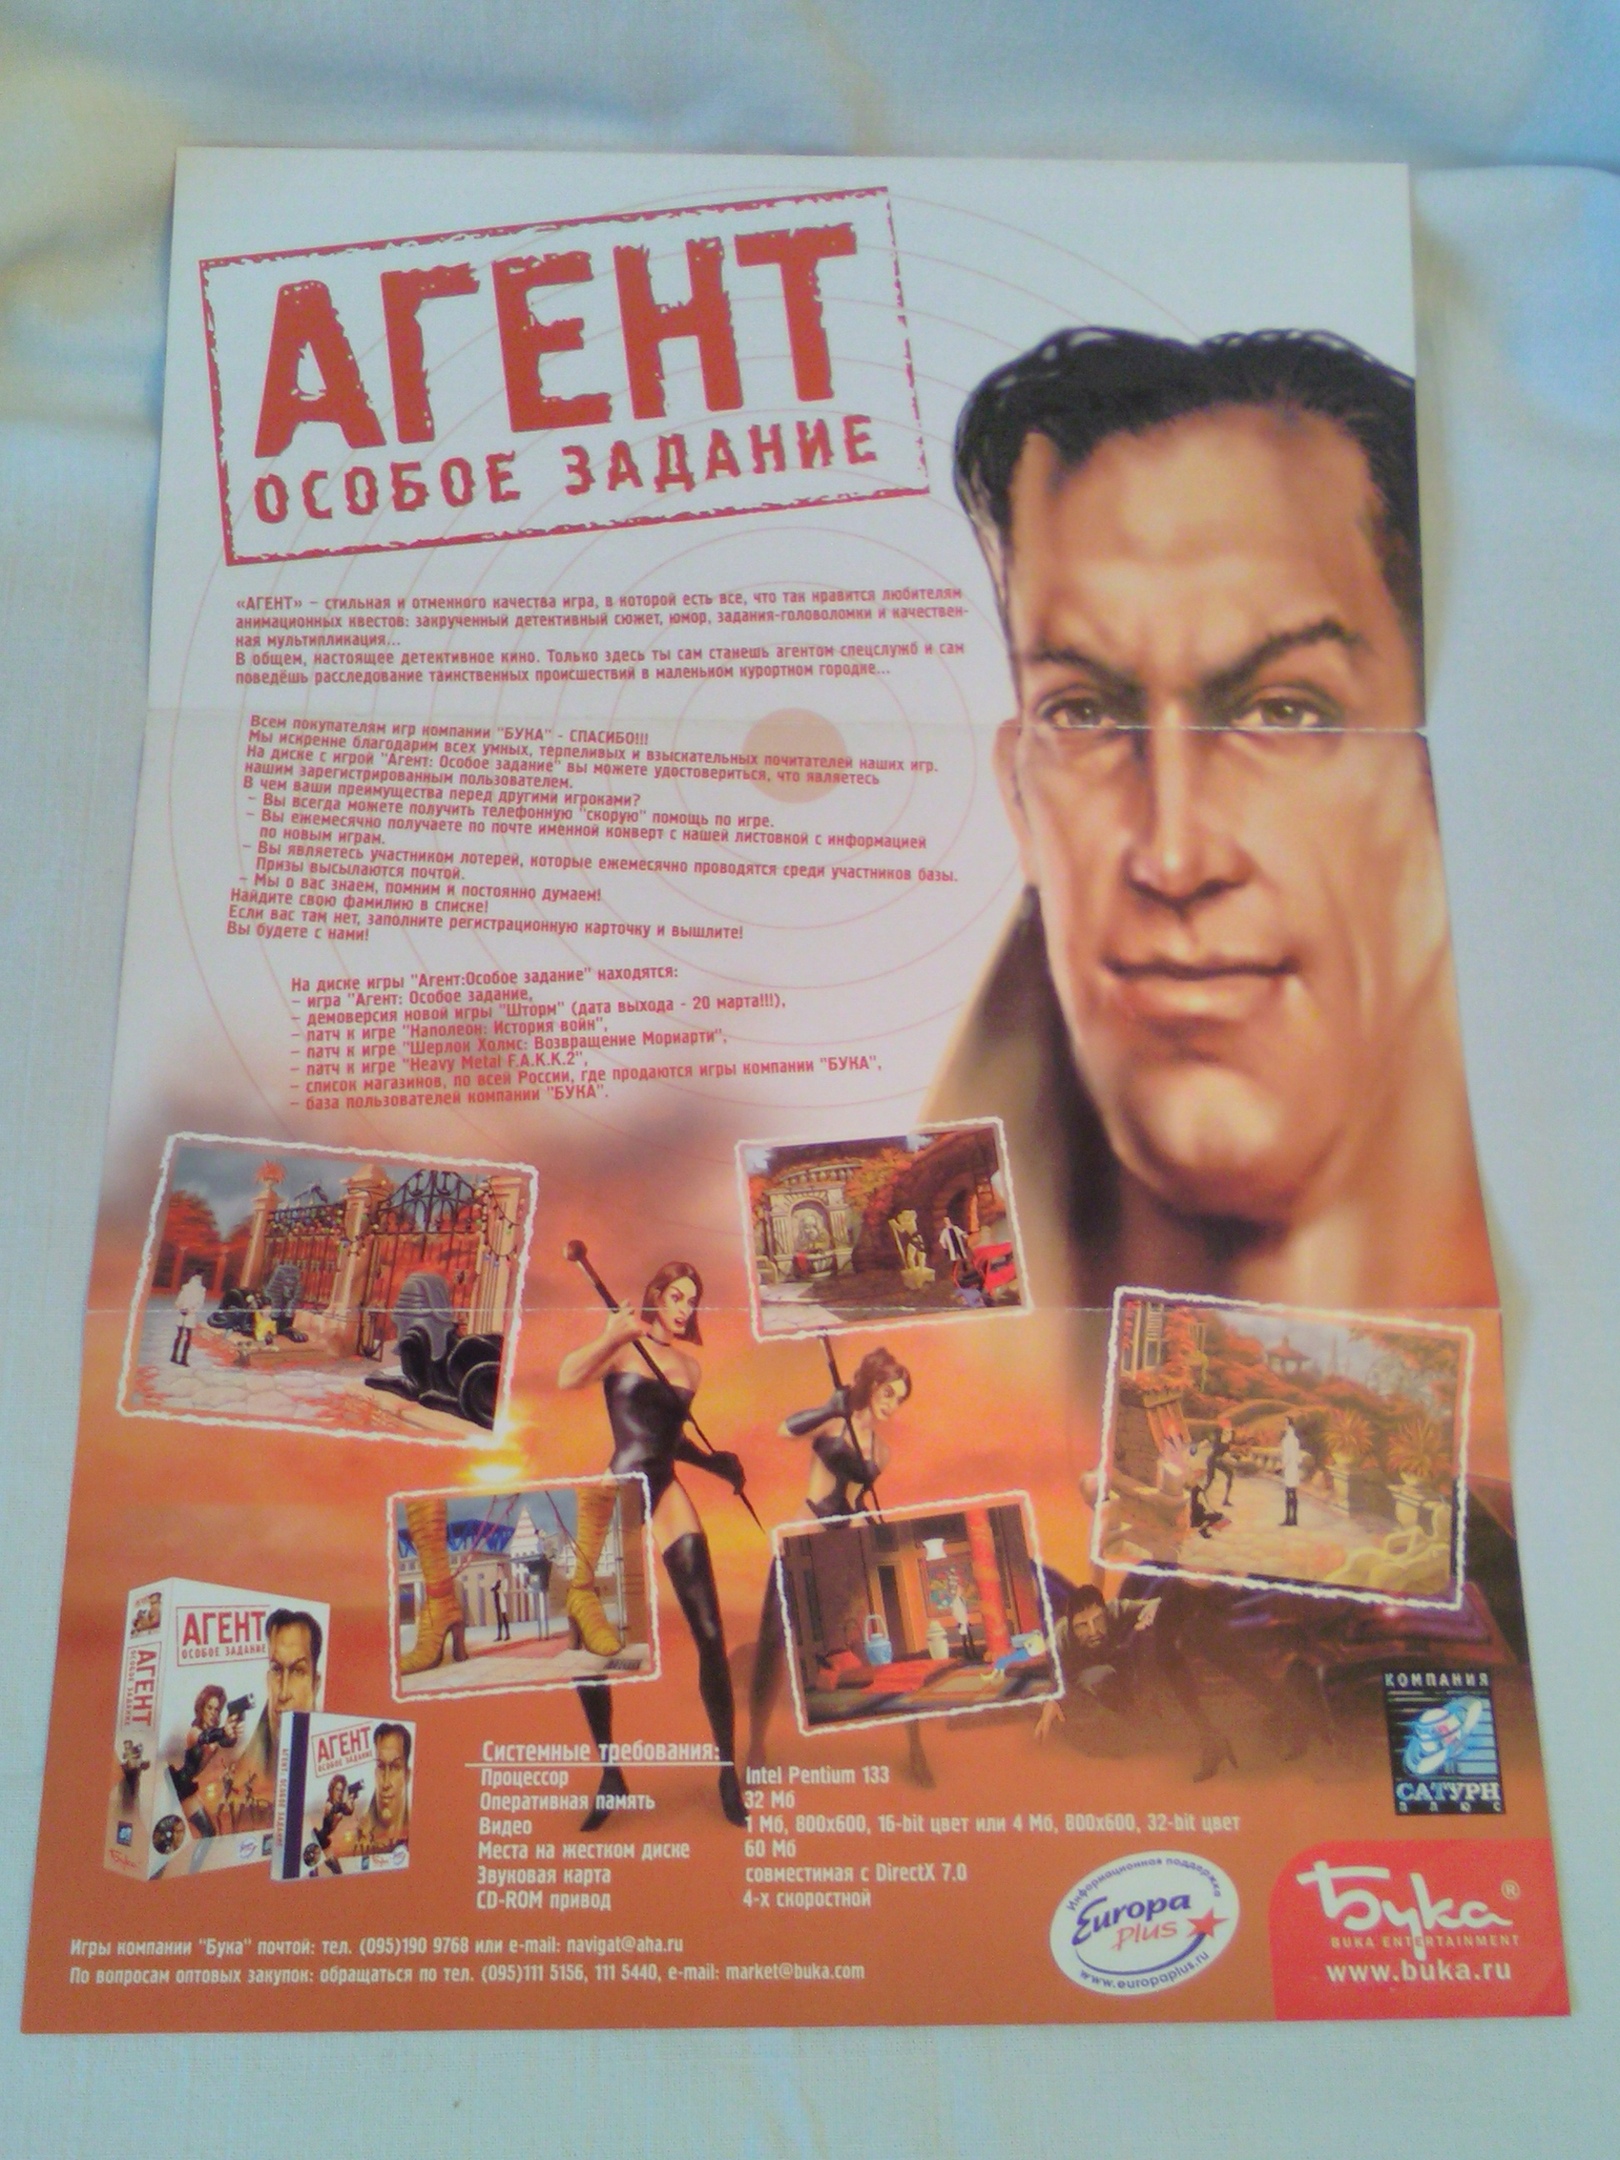 АГЕНТ
ОСОБОЕ ЗАДАНИЕ
«АГЕНТ» – стильная и отменного качества игра, в которой есть все, что так нравится любителям
анимационных квестов: закрученный детективный сюжет, юмор, задания-головоломки и качествен-
ная мультипликация...
В общем, настоящее детективное кино. Только здесь ты сам станешь агентом спецслужб и сам
поведёшь расследование таинственных происшествий в маленьком курортном городке...
Всем покупателям игр компании "БУКА" - СПАСИБО!!!
Мы искренне благодарим всех умных, терпеливых и взыскательных почитателей наших игр.
На диске с игрой "Агент: Особое задание" вы можете удостовериться, что являетесь
нашим зарегистрированным пользователем.
В чем ваши преимущества перед другими игроками?
– Вы всегда можете получить телефонную "скорую" помощь по игре.
– Вы ежемесячно получаете по почте именной конверт с нашей листовкой с информацией
по новым играм.
– Вы являетесь участником лотерей, которые ежемесячно проводятся среди участников базы.
Призы высылаются почтой.
– Мы о вас знаем, помним и постоянно думаем!
Найдите свою фамилию в списке!
Если вас там нет, заполните регистрационную карточку и вышлите!
Вы будете с нами!
На диске игры "Агент:Особое задание" находятся:
– игра "Агент: Особое задание,
– демоверсия новой игры "Шторм" (дата выхода - 20 марта!!!),
– патч к игре "Наполеон: История войн",
– патч к игре "Шерлок Холмс: Возвращение Мориарти",
– патч к игре "Heavy Metal F.A.K.K.2",
– список магазинов, по всей России, где продаются игры компании "БУКА",
– база пользователей компании "БУКА".
АГЕНТ
ОСОБОЕ ЗАДАНИЕ
АГЕНТ
ОСОБОЕ ЗАДАНИЕ
АГЕНТ
ОСОБОЕ ЗАДАНИЕ
АГЕНТ: ОСОБОЕ ЗАДАНИЕ
Бука
Системные требования:
Процессор Intel Pentium 133
Оперативная память 32 Мб
Видео 1 Мб, 800x600, 16-bit цвет или 4 Мб, 800x600, 32-bit цвет
Места на жестком диске 60 Мб
Звуковая карта совместимая с DirectX 7.0
CD-ROM привод 4-х скоростной
КОМПАНИЯ
САТУРН
ПЛЮС
Информационная поддержка
Europa
plus
www.europaplus.ru
Бука ®
BUKA ENTERTAINMENT
www.buka.ru
Игры компании "Бука" почтой: тел. (095)190 9768 или e-mail: navigat@aha.ru
По вопросам оптовых закупок: обращаться по тел. (095)111 5156, 111 5440, e-mail: market@buka.com